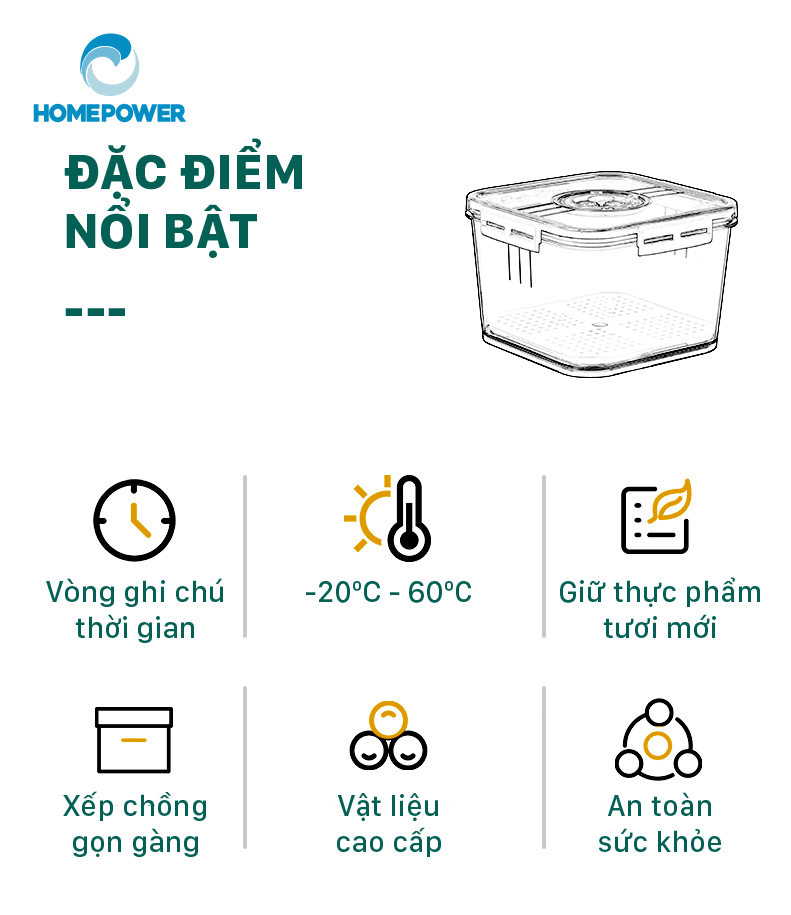 HOMEPOWER
ĐẶC ĐIỂM
NỔI BẬT
---
Vòng ghi chú
thời gian
-20ºC - 60ºC
Giữ thực phẩm
tươi mới
Xếp chồng
gọn gàng
Vật liệu
cao cấp
An toàn
sức khỏe